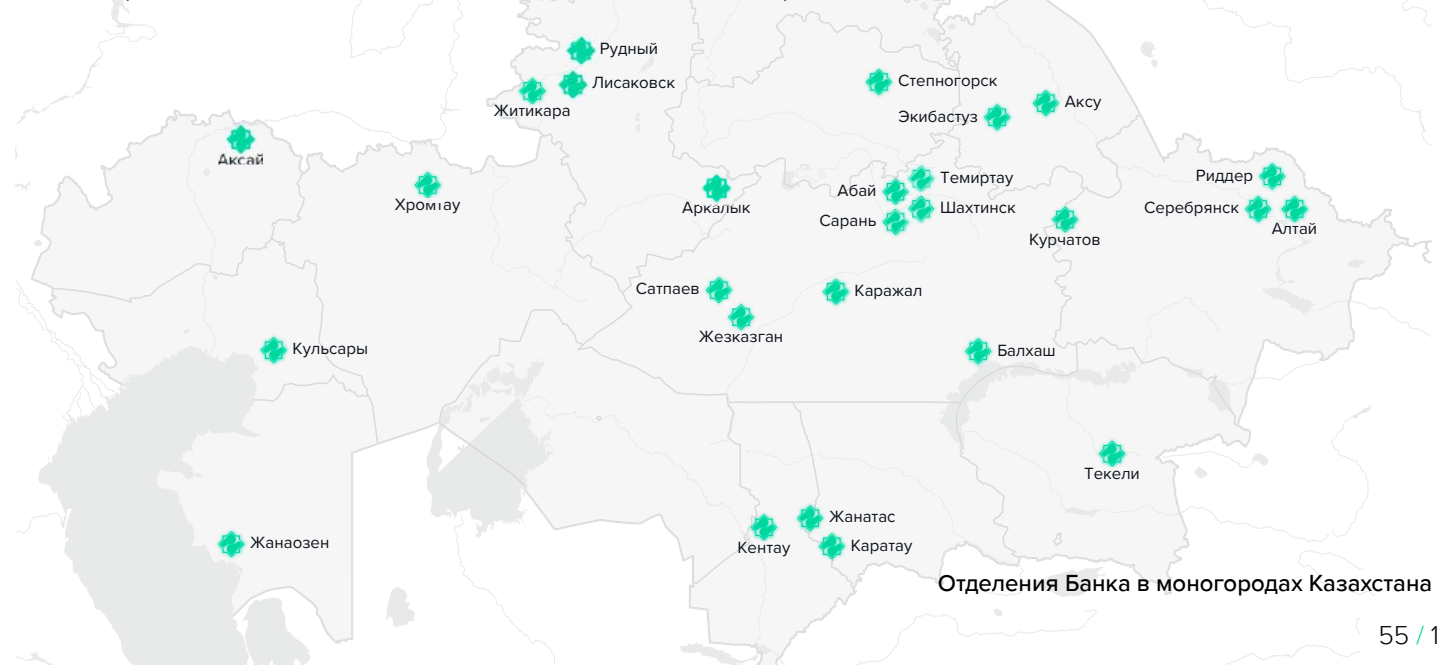 Рудный
Лисаковск
Житикара
Степногорск
Экибастуз
Аксу
Аксай
Хромтау
Аркалык
Абай
Темиртау
Сарань
Шахтинск
Курчатов
Риддер
Серебрянск
Алтай
Сатпаев
Жезказган
Каражал
Кульсары
Балхаш
Текели
Жанаозен
Кентау
Жанатас
Каратау
Отделения Банка в моногородах Казахстана
55 / 1